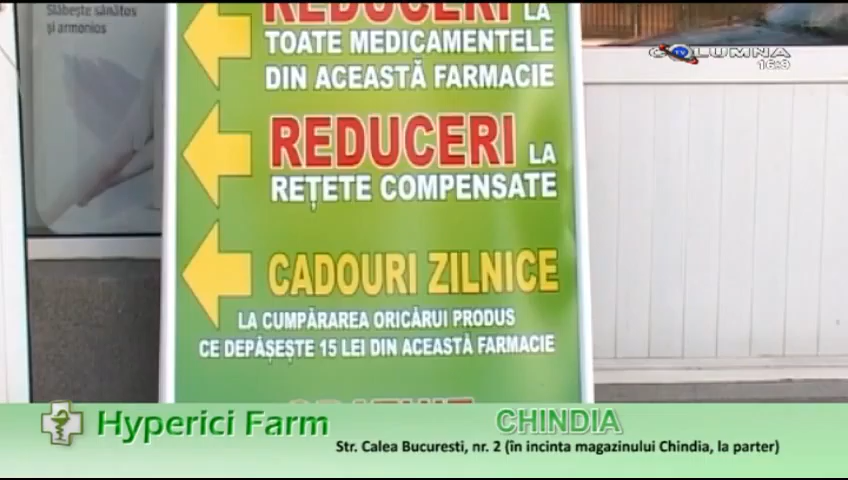 Slăbește sănătos
și armonios
REDUCERI LA
TOATE MEDICAMENTELE
DIN ACEASTĂ FARMACIE
REDUCERI LA
REȚETE COMPENSATE
CADOURI ZILNICE
LA CUMPĂRAREA ORICĂRUI PRODUS
CE DEPĂȘEȘTE 15 LEI DIN ACEASTĂ FARMACIE
COLUMNA
TV
16:8
Hyperici Farm
CHINDIA
Str. Calea Bucuresti, nr. 2 (în incinta magazinului Chindia, la parter)